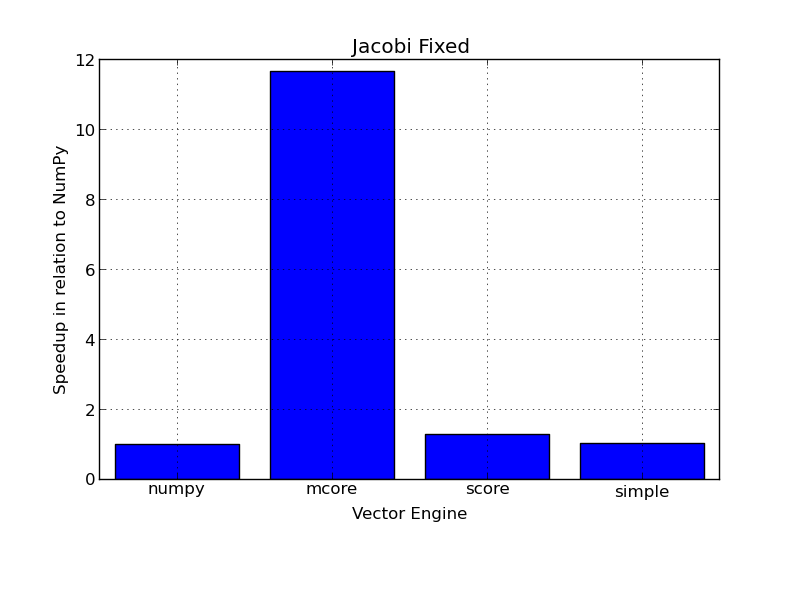 Jacobi Fixed
Speedup in relation to NumPy
12
10
8
6
4
2
0
numpy mcore score simple
Vector Engine